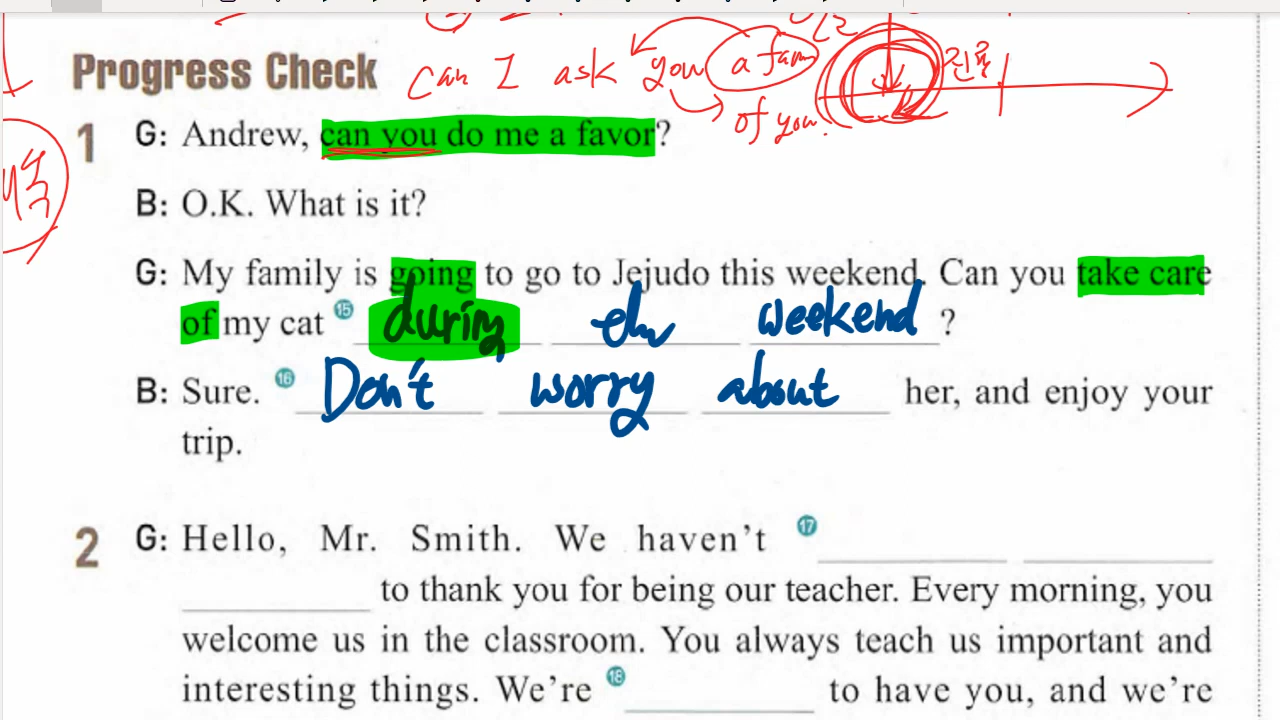 Progress Check can I ask you a favor
of you.
1 G: Andrew, can you do me a favor?
B: O.K. What is it?
G: My family is going to go to Jejudo this weekend. Can you take care
of my cat 15 during the weekend ?
B: Sure. 16 Don't worry about her, and enjoy your
trip.
2 G: Hello, Mr. Smith. We haven't 17
to thank you for being our teacher. Every morning, you
welcome us in the classroom. You always teach us important and
interesting things. We're 18 to have you, and we're